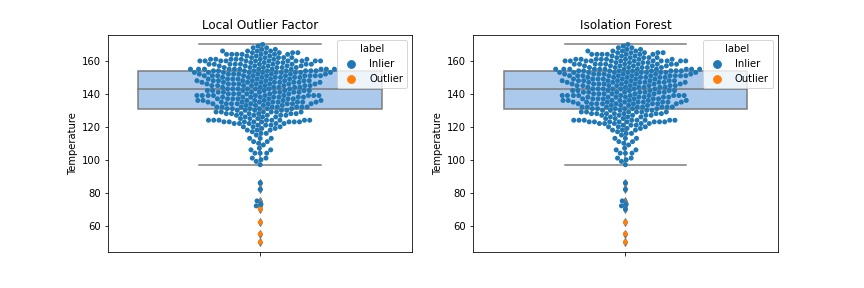 Local Outlier Factor
Temperature
160
140
120
100
80
60
label
Inlier
Outlier
Isolation Forest
Temperature
160
140
120
100
80
60
label
Inlier
Outlier